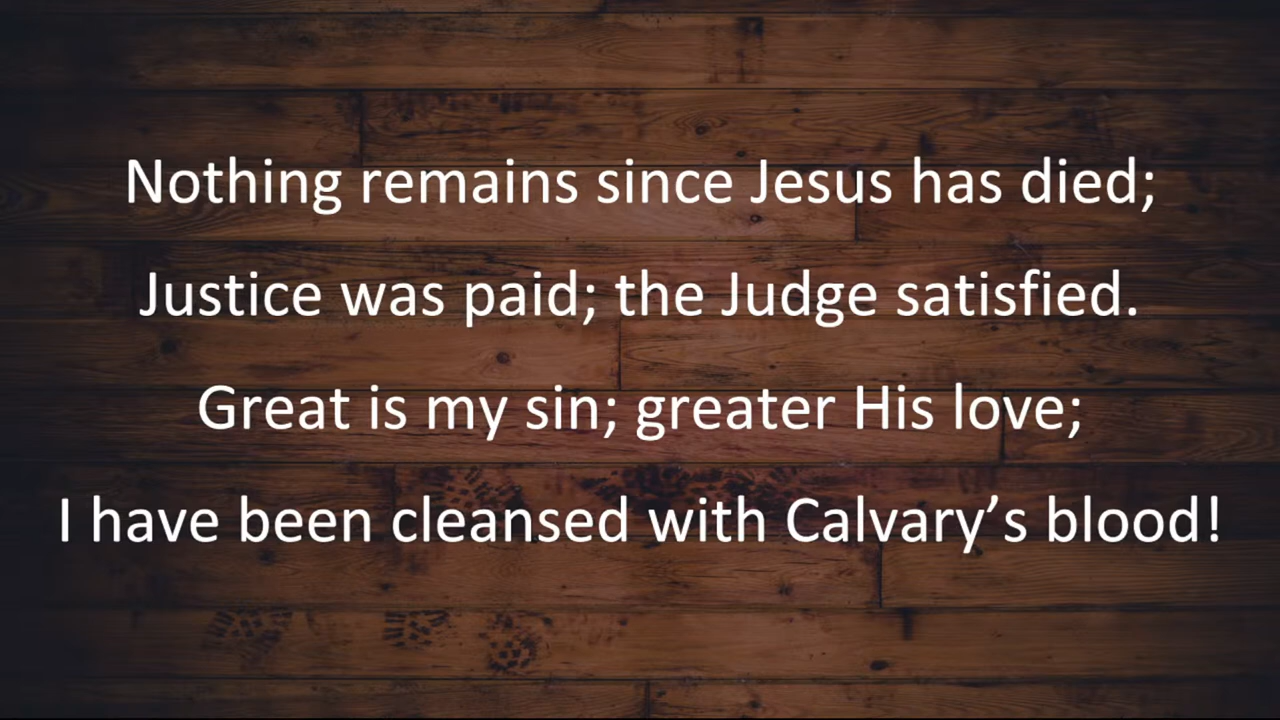 Nothing remains since Jesus has died;
Justice was paid; the Judge satisfied.
Great is my sin; greater His love;
I have been cleansed with Calvary’s blood!